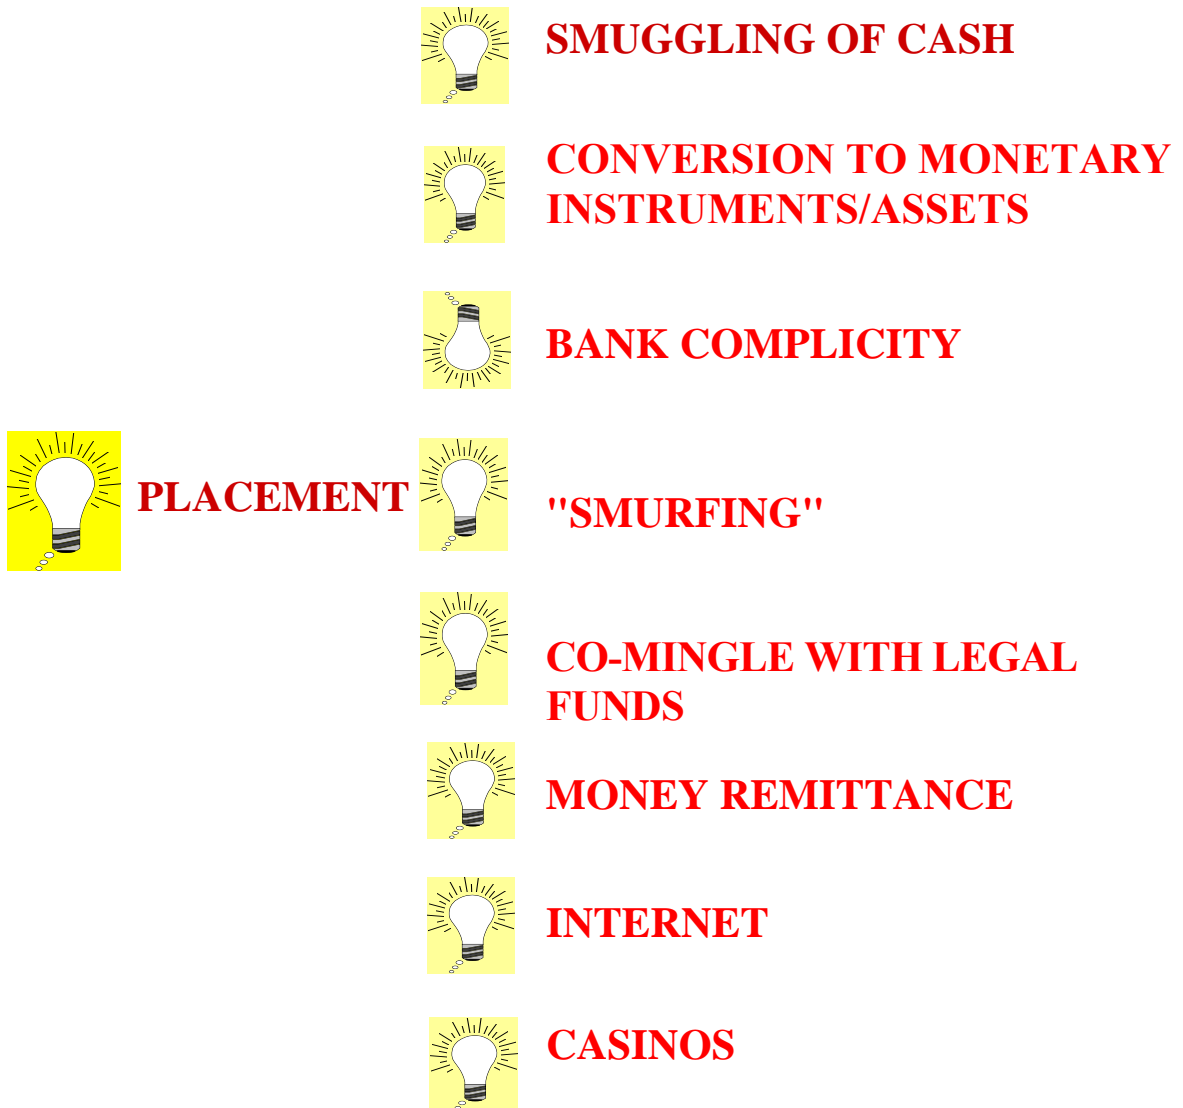 SMUGGLING OF CASH
CONVERSION TO MONETARY
INSTRUMENTS/ASSETS
BANK COMPLICITY
PLACEMENT
"SMURFING"
CO-MINGLE WITH LEGAL
FUNDS
MONEY REMITTANCE
INTERNET
CASINOS